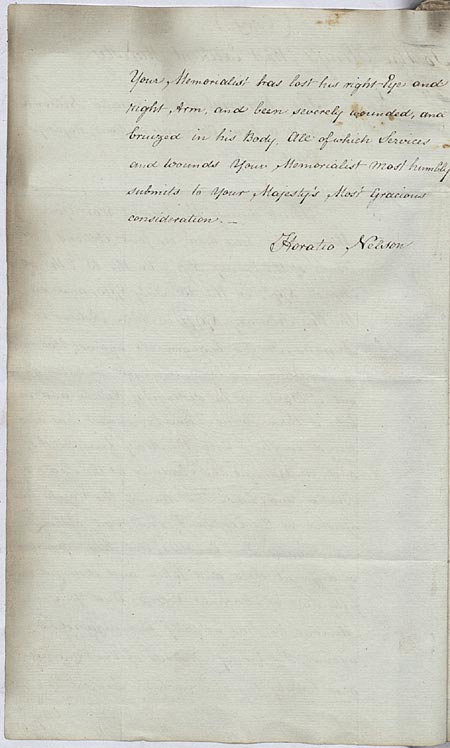 Your Memorialist has lost his right Eye and
right Arm, and been severely wounded, and
bruized in his Body. All of which Services
and wounds Your Memorialist most humbly
submits to Your Majesty's Most Gracious
consideration. _
Horatio Nelson